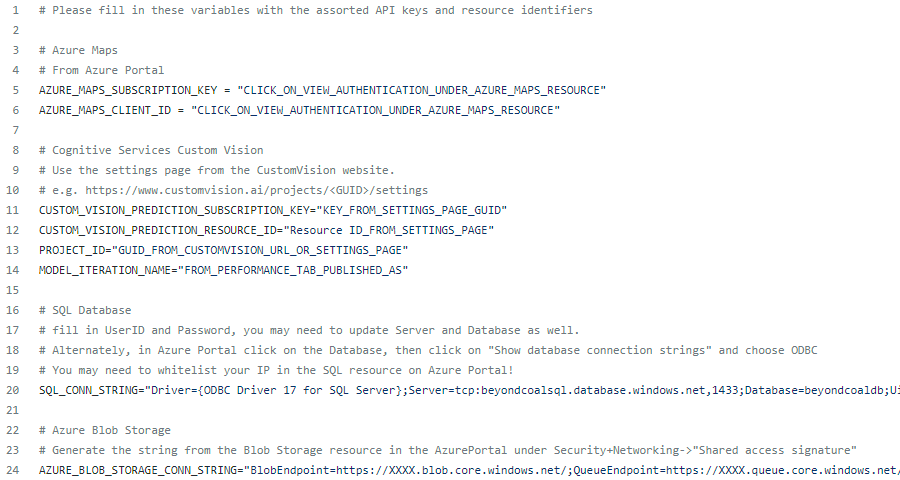 1 # Please fill in these variables with the assorted API keys and resource identifiers
2
3 # Azure Maps
4 # From Azure Portal
5 AZURE_MAPS_SUBSCRIPTION_KEY = "CLICK_ON_VIEW_AUTHENTICATION_UNDER_AZURE_MAPS_RESOURCE"
6 AZURE_MAPS_CLIENT_ID = "CLICK_ON_VIEW_AUTHENTICATION_UNDER_AZURE_MAPS_RESOURCE"
7
8 # Cognitive Services Custom Vision
9 # Use the settings page from the CustomVision website.
10 # e.g. https://www.customvision.ai/projects/<GUID>/settings
11 CUSTOM_VISION_PREDICTION_SUBSCRIPTION_KEY="KEY_FROM_SETTINGS_PAGE_GUID"
12 CUSTOM_VISION_PREDICTION_RESOURCE_ID="Resource ID_FROM_SETTINGS_PAGE"
13 PROJECT_ID="GUID_FROM_CUSTOMVISION_URL_OR_SETTINGS_PAGE"
14 MODEL_ITERATION_NAME="FROM_PERFORMANCE_TAB_PUBLISHED_AS"
15
16 # SQL Database
17 # fill in UserID and Password, you may need to update Server and Database as well.
18 # Alternately, in Azure Portal click on the Database, then click on "Show database connection strings" and choose ODBC
19 # You may need to whitelist your IP in the SQL resource on Azure Portal!
20 SQL_CONN_STRING="Driver={ODBC Driver 17 for SQL Server};Server=tcp:beyondcoalsql.database.windows.net,1433;Database=beyondcoaldb;Ui
21
22 # Azure Blob Storage
23 # Generate the string from the Blob Storage resource in the AzurePortal under Security+Networking->"Shared access signature"
24 AZURE_BLOB_STORAGE_CONN_STRING="BlobEndpoint=https://XXXX.blob.core.windows.net/;QueueEndpoint=https://XXXX.queue.core.windows.net/